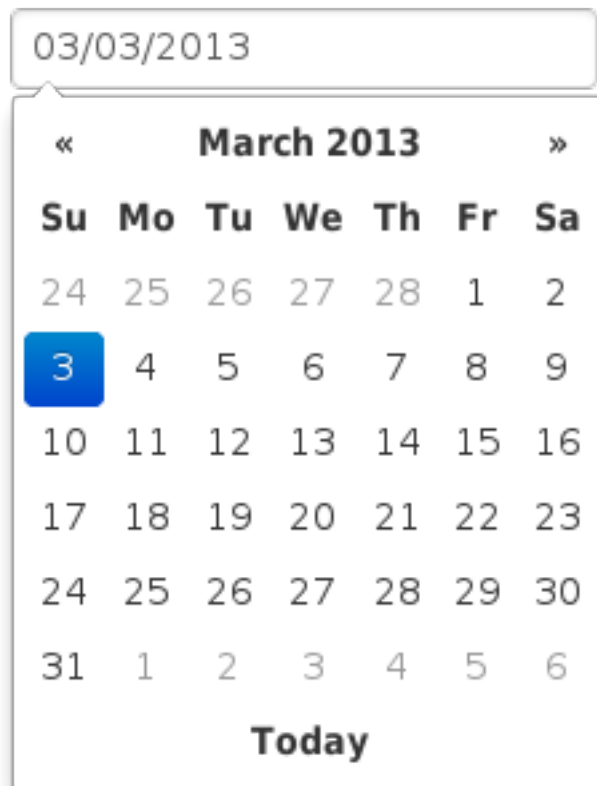 03/03/2013
« March 2013 »
Su Mo Tu We Th Fr Sa
24 25 26 27 28 1 2
3 4 5 6 7 8 9
10 11 12 13 14 15 16
17 18 19 20 21 22 23
24 25 26 27 28 29 30
31 1 2 3 4 5 6
Today